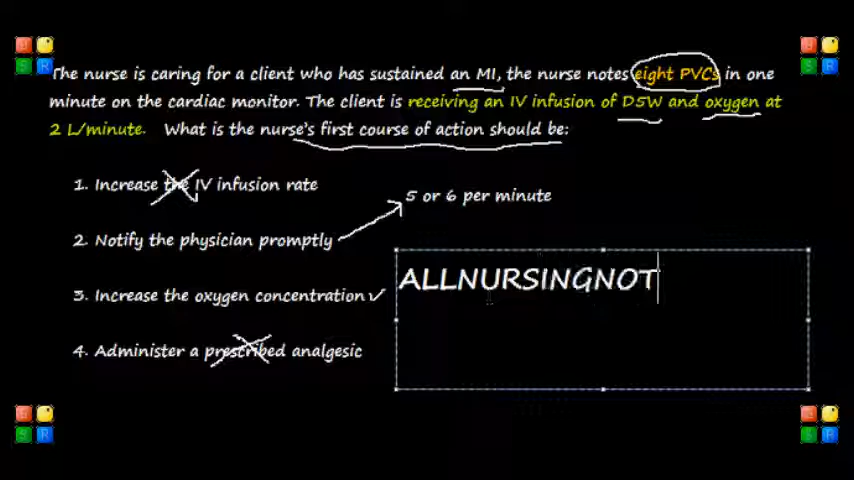 The nurse is caring for a client who has sustained an MI, the nurse notes eight PVCs in one
minute on the cardiac monitor. The client is receiving an IV infusion of D5W and oxygen at
2 L/minute. What is the nurse's first course of action should be:
1. Increase the IV infusion rate
5 or 6 per minute
2. Notify the physician promptly
ALLNURSINGNOT
3. Increase the oxygen concentration
4. Administer a prescribed analgesic